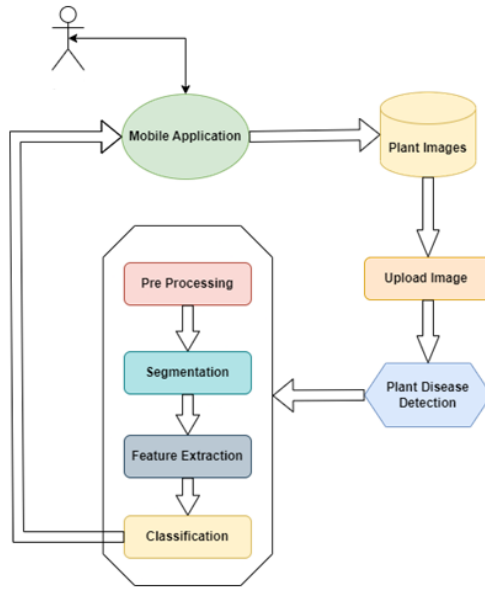 Mobile Application
Plant Images
Pre Processing
Upload Image
Segmentation
Plant Disease
Detection
Feature Extraction
Classification